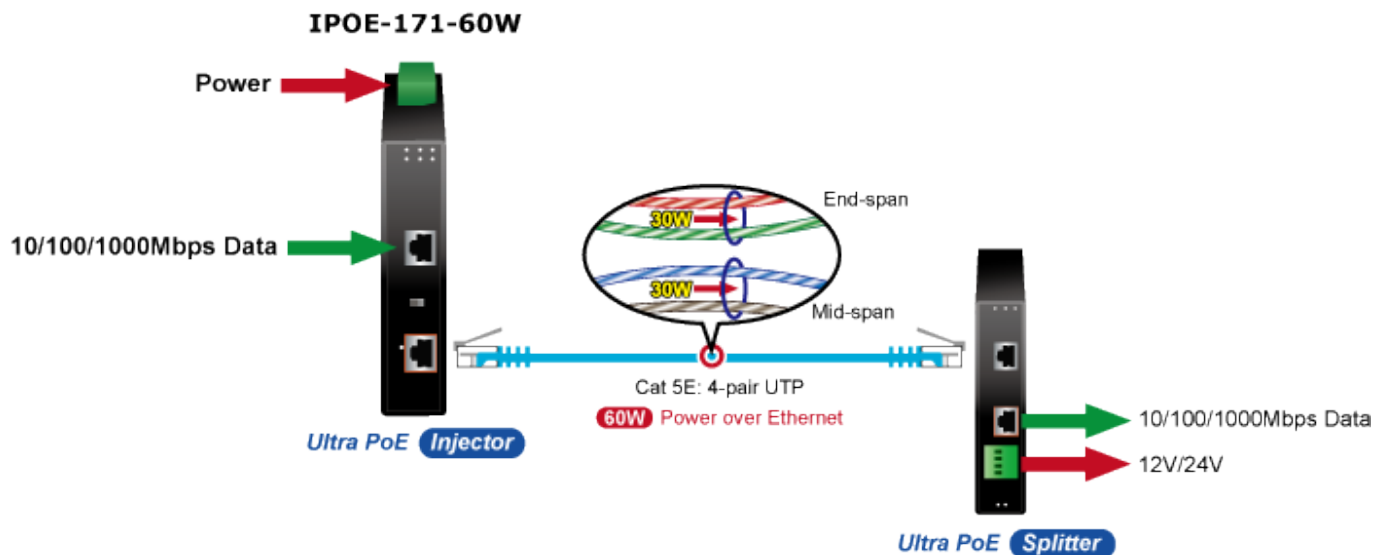 IPOE-171-60W
Power
10/100/1000Mbps Data
30W
End-span
30W
Mid-span
Cat 5E: 4-pair UTP
60W Power over Ethernet
Ultra PoE Injector
10/100/1000Mbps Data
12V/24V
Ultra PoE Splitter